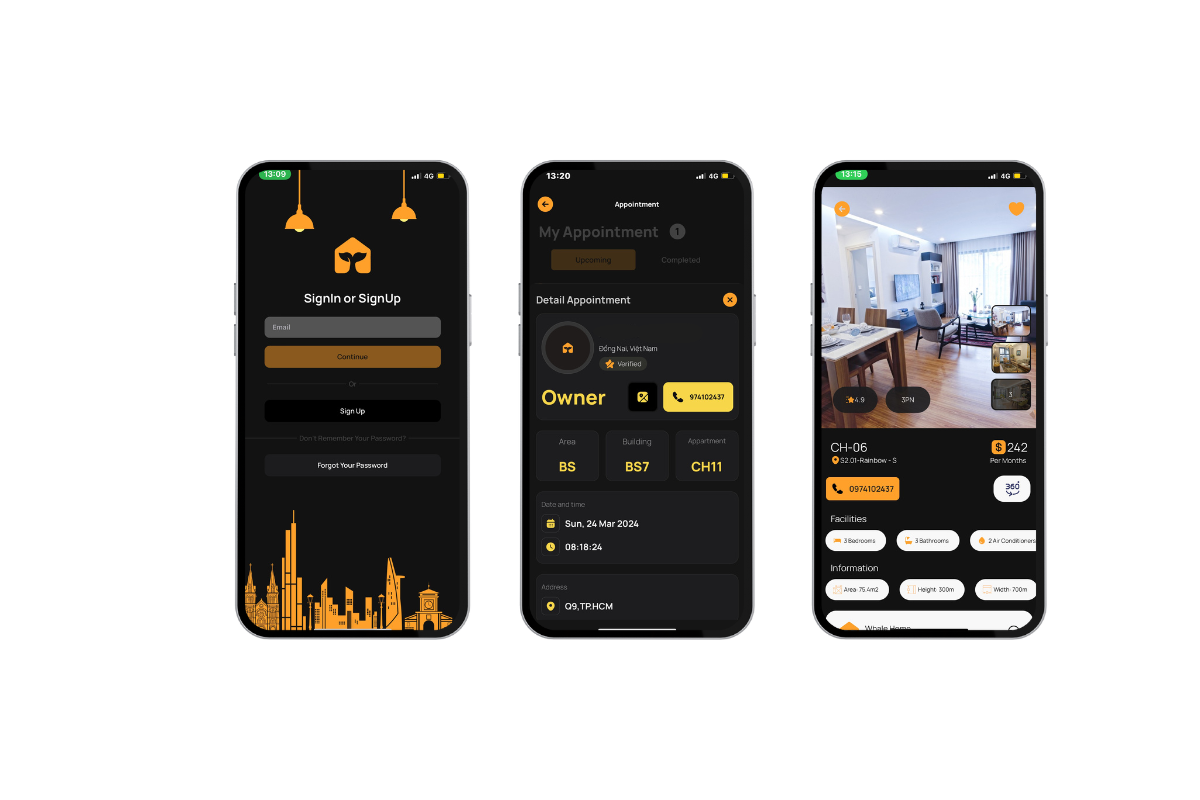 13:09
4G
SignIn or SignUp
Email
Continue
Or
Sign Up
Don't Remember Your Password?
Forgot Your Password
13:20
4G
Appointment
My Appointment 1
Upcoming Completed
Detail Appointment
Đồng Nai, Việt Nam
Verified
Owner
974102437
Area Building Appartment
BS BS7 CH11
Date and time
Sun, 24 Mar 2024
08:18:24
Address
Q9,TP.HCM
13:15
4G
3
4.9 3PN
CH-06 $ 242
S2.01-Rainbow - S Per Months
0974102437 360
Facilities
3 Bedrooms 3 Bathrooms 2 Air Conditioners
Information
Area: 75.4m2 Height: 300m Width: 700m
Whale Home